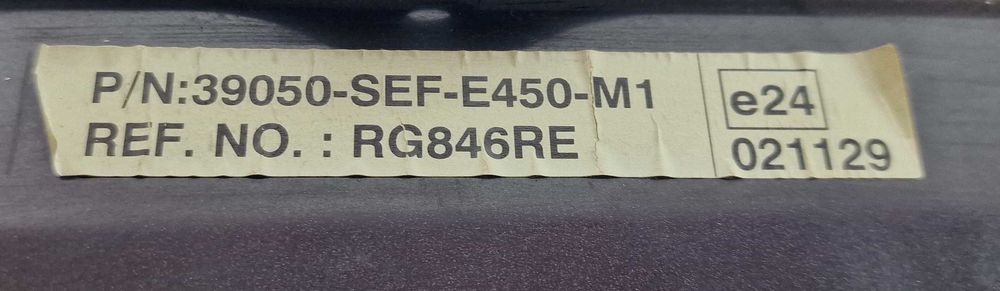 P/N:39050-SEF-E450-M1
REF. NO. : RG846RE
e24
021129